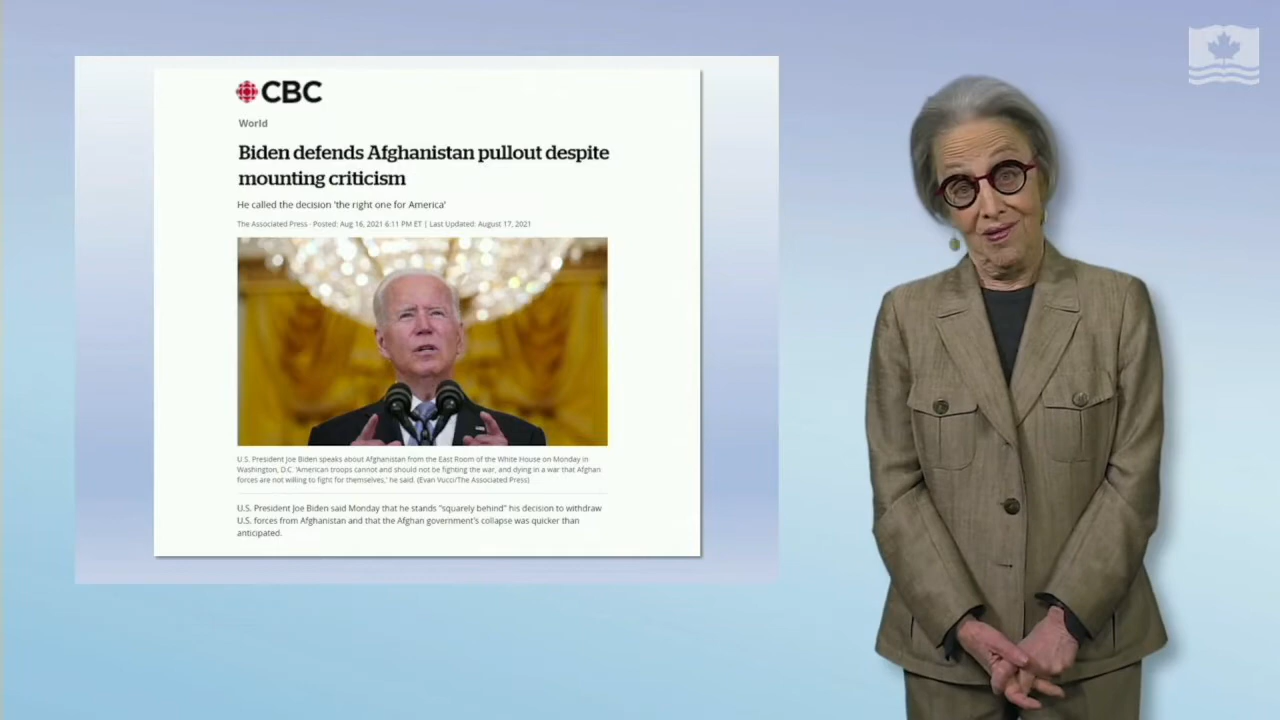 CBC
World
Biden defends Afghanistan pullout despite
mounting criticism
He called the decision 'the right one for America'
The Associated Press · Posted: Aug 16, 2021 6:11 PM ET | Last Updated: August 17, 2021
U.S. President Joe Biden speaks about Afghanistan from the East Room of the White House on Monday in
Washington, D.C. 'American troops cannot and should not be fighting the war, and dying in a war that Afghan
forces are not willing to fight for themselves,' he said. (Evan Vucci/The Associated Press)
U.S. President Joe Biden said Monday that he stands "squarely behind" his decision to withdraw
U.S. forces from Afghanistan and that the Afghan government's collapse was quicker than
anticipated.